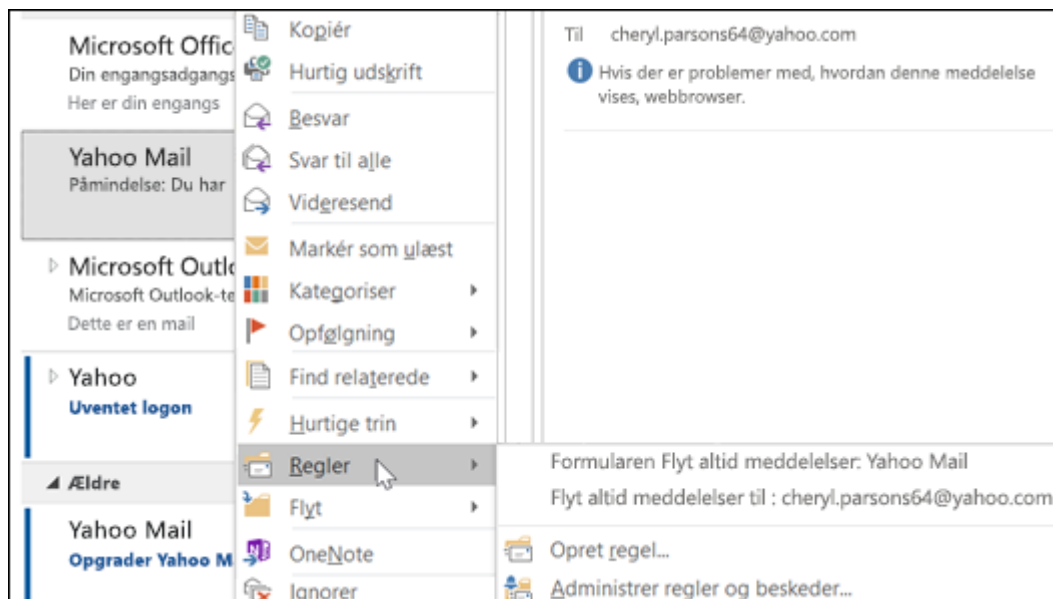 Microsoft Offic
Din engangsadgangs
Her er din engangs
Yahoo Mail
Påmindelse: Du har
Microsoft Outlo
Microsoft Outlook-te
Dette er en mail
Yahoo
Uventet logon
Ældre
Yahoo Mail
Opgrader Yahoo M
Kopiér
Hurtig udskrift
Besvar
Svar til alle
Videresend
Markér som ulæst
Kategoriser
Opfølgning
Find relaterede
Hurtige trin
Regler
Flyt
OneNote
Ignorer
Til cheryl.parsons64@yahoo.com
Hvis der er problemer med, hvordan denne meddelelse
vises, webbrowser.
Formularen Flyt altid meddelelser: Yahoo Mail
Flyt altid meddelelser til : cheryl.parsons64@yahoo.com
Opret regel...
Administrer regler og beskeder...